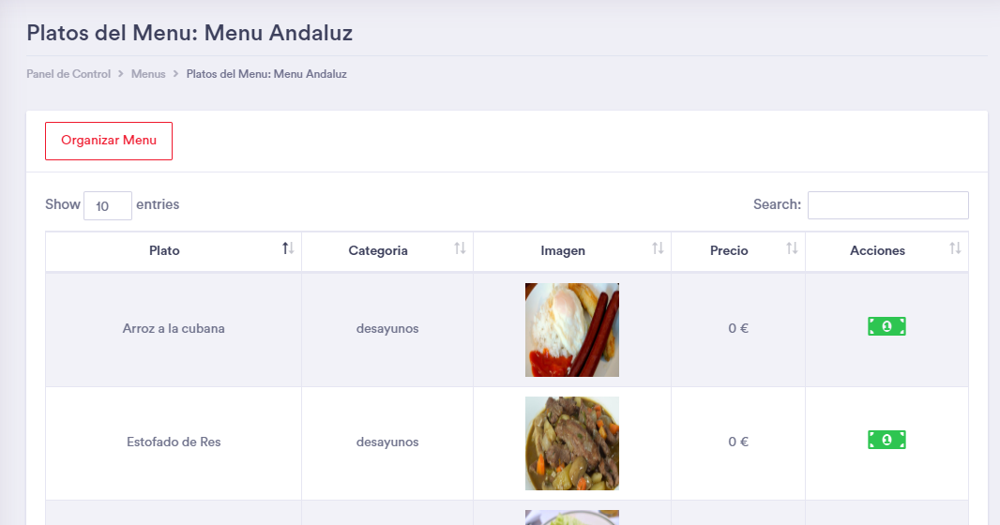 Platos del Menu: Menu Andaluz
Panel de Control > Menus > Platos del Menu: Menu Andaluz
Organizar Menu
Show 10 entries Search:
Plato Categoria Imagen Precio Acciones
Arroz a la cubana desayunos 0 €
Estofado de Res desayunos 0 €